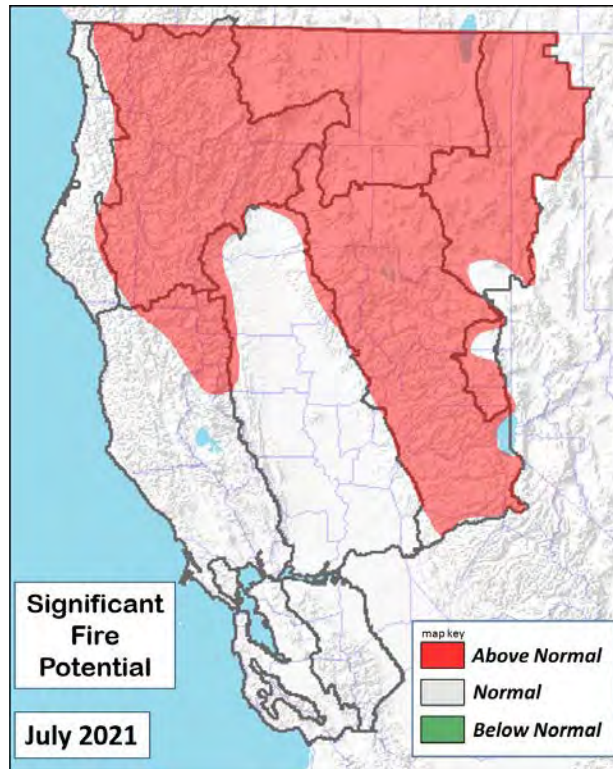 Significant
Fire
Potential
July 2021
map key
Above Normal
Normal
Below Normal